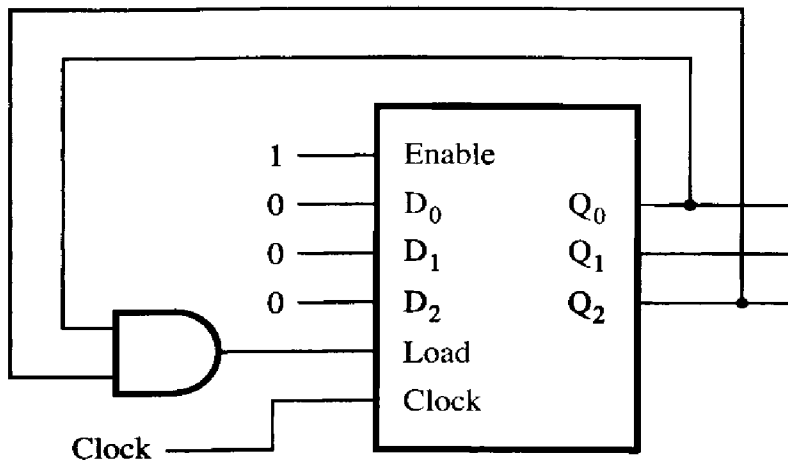 1 Enable
0 D₀ Q₀
0 D₁ Q₁
0 D₂ Q₂
Load
Clock
Clock